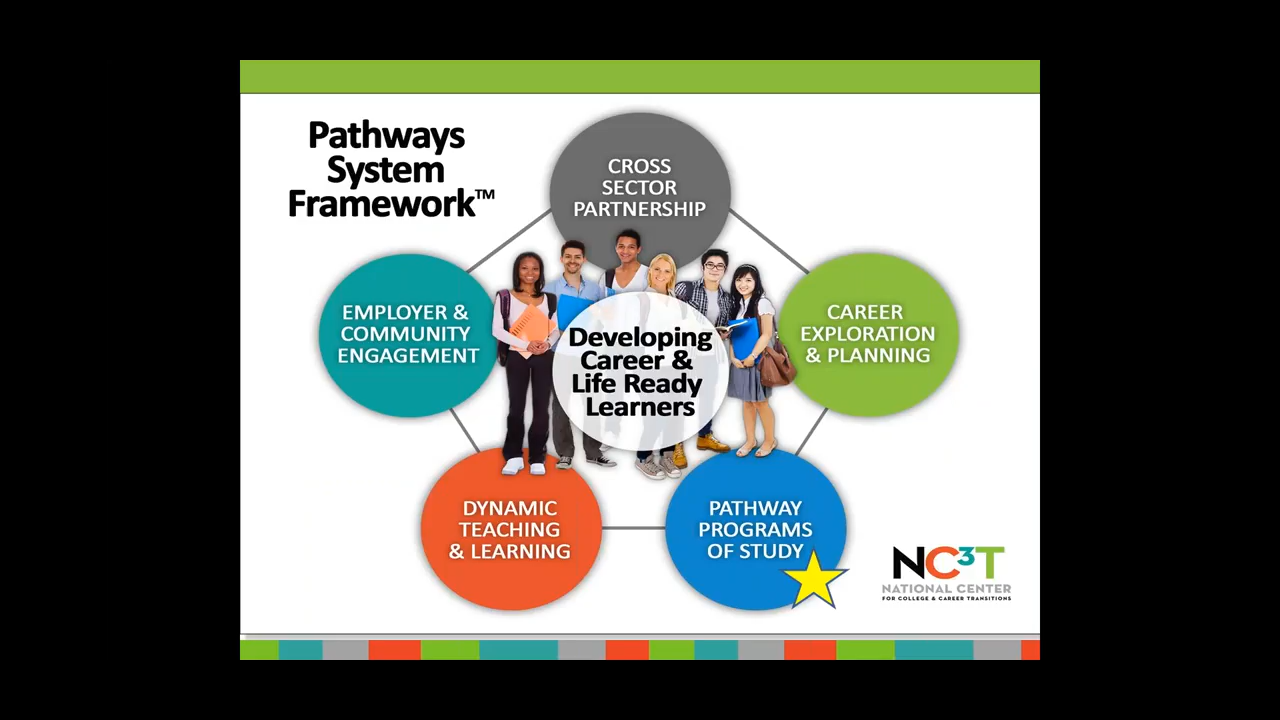 Pathways
System
Framework™
CROSS
SECTOR
PARTNERSHIP
EMPLOYER &
COMMUNITY
ENGAGEMENT
CAREER
EXPLORATION
& PLANNING
Developing
Career &
Life Ready
Learners
DYNAMIC
TEACHING
& LEARNING
PATHWAY
PROGRAMS
OF STUDY
NC3T
NATIONAL CENTER
FOR COLLEGE & CAREER TRANSITIONS